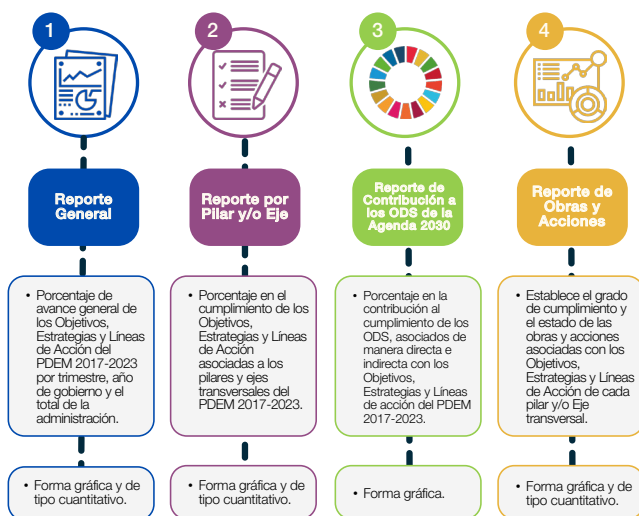 1
Reporte
General
• Porcentaje de
avance general de
los Objetivos,
Estrategias y Líneas
de Acción del
PDEM 2017-2023
por trimestre, año
de gobierno y el
total de la
administración.
• Forma gráfica y de
tipo cuantitativo.
2
Reporte por
Pilar y/o Eje
• Porcentaje en el
cumplimiento de los
Objetivos,
Estrategias y Líneas
de Acción
asociadas a los
pilares y ejes
transversales del
PDEM 2017-2023.
• Forma gráfica y de
tipo cuantitativo.
3
Reporte de
Contribución a
los ODS de la
Agenda 2030
• Porcentaje en la
contribución al
cumplimiento de los
ODS, asociados de
manera directa e
indirecta con los
Objetivos,
Estrategias y Líneas
de acción del PDEM
2017-2023.
• Forma gráfica.
4
Reporte de
Obras y
Acciones
• Establece el grado
de cumplimiento y
el estado de las
obras y acciones
asociadas con los
Objetivos,
Estrategias y Líneas
de Acción de cada
pilar y/o Eje
transversal.
• Forma gráfica y de
tipo cuantitativo.